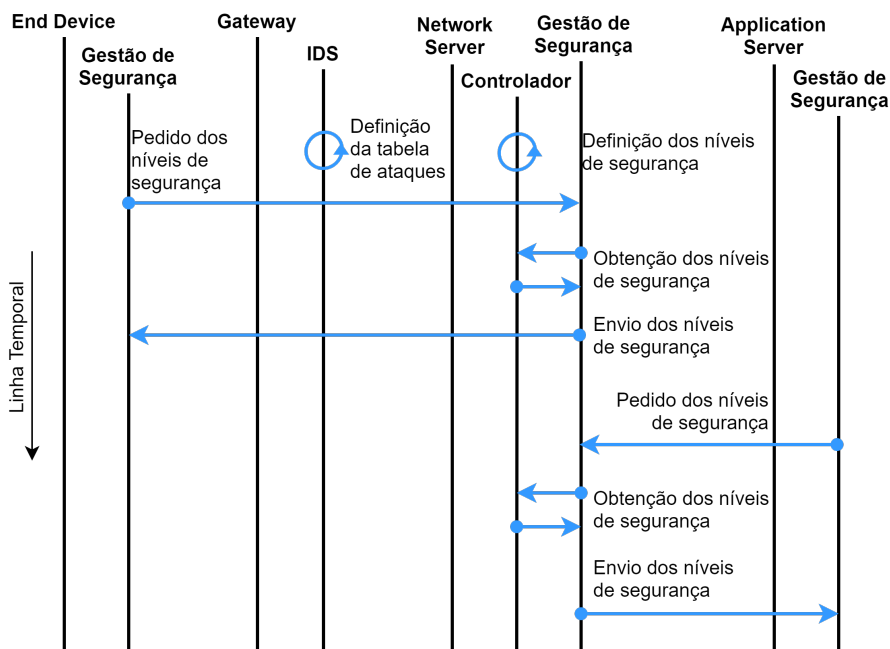 End Device
Gateway
Network
Server
Gestão de
Segurança
Application
Server
Gestão de
Segurança
IDS
Controlador
Gestão de
Segurança
Pedido dos
níveis de
segurança
Definição
da tabela
de ataques
Definição dos níveis
de segurança
Obtenção dos níveis
de segurança
Envio dos níveis
de segurança
Linha Temporal
Pedido dos níveis
de segurança
Obtenção dos níveis
de segurança
Envio dos níveis
de segurança